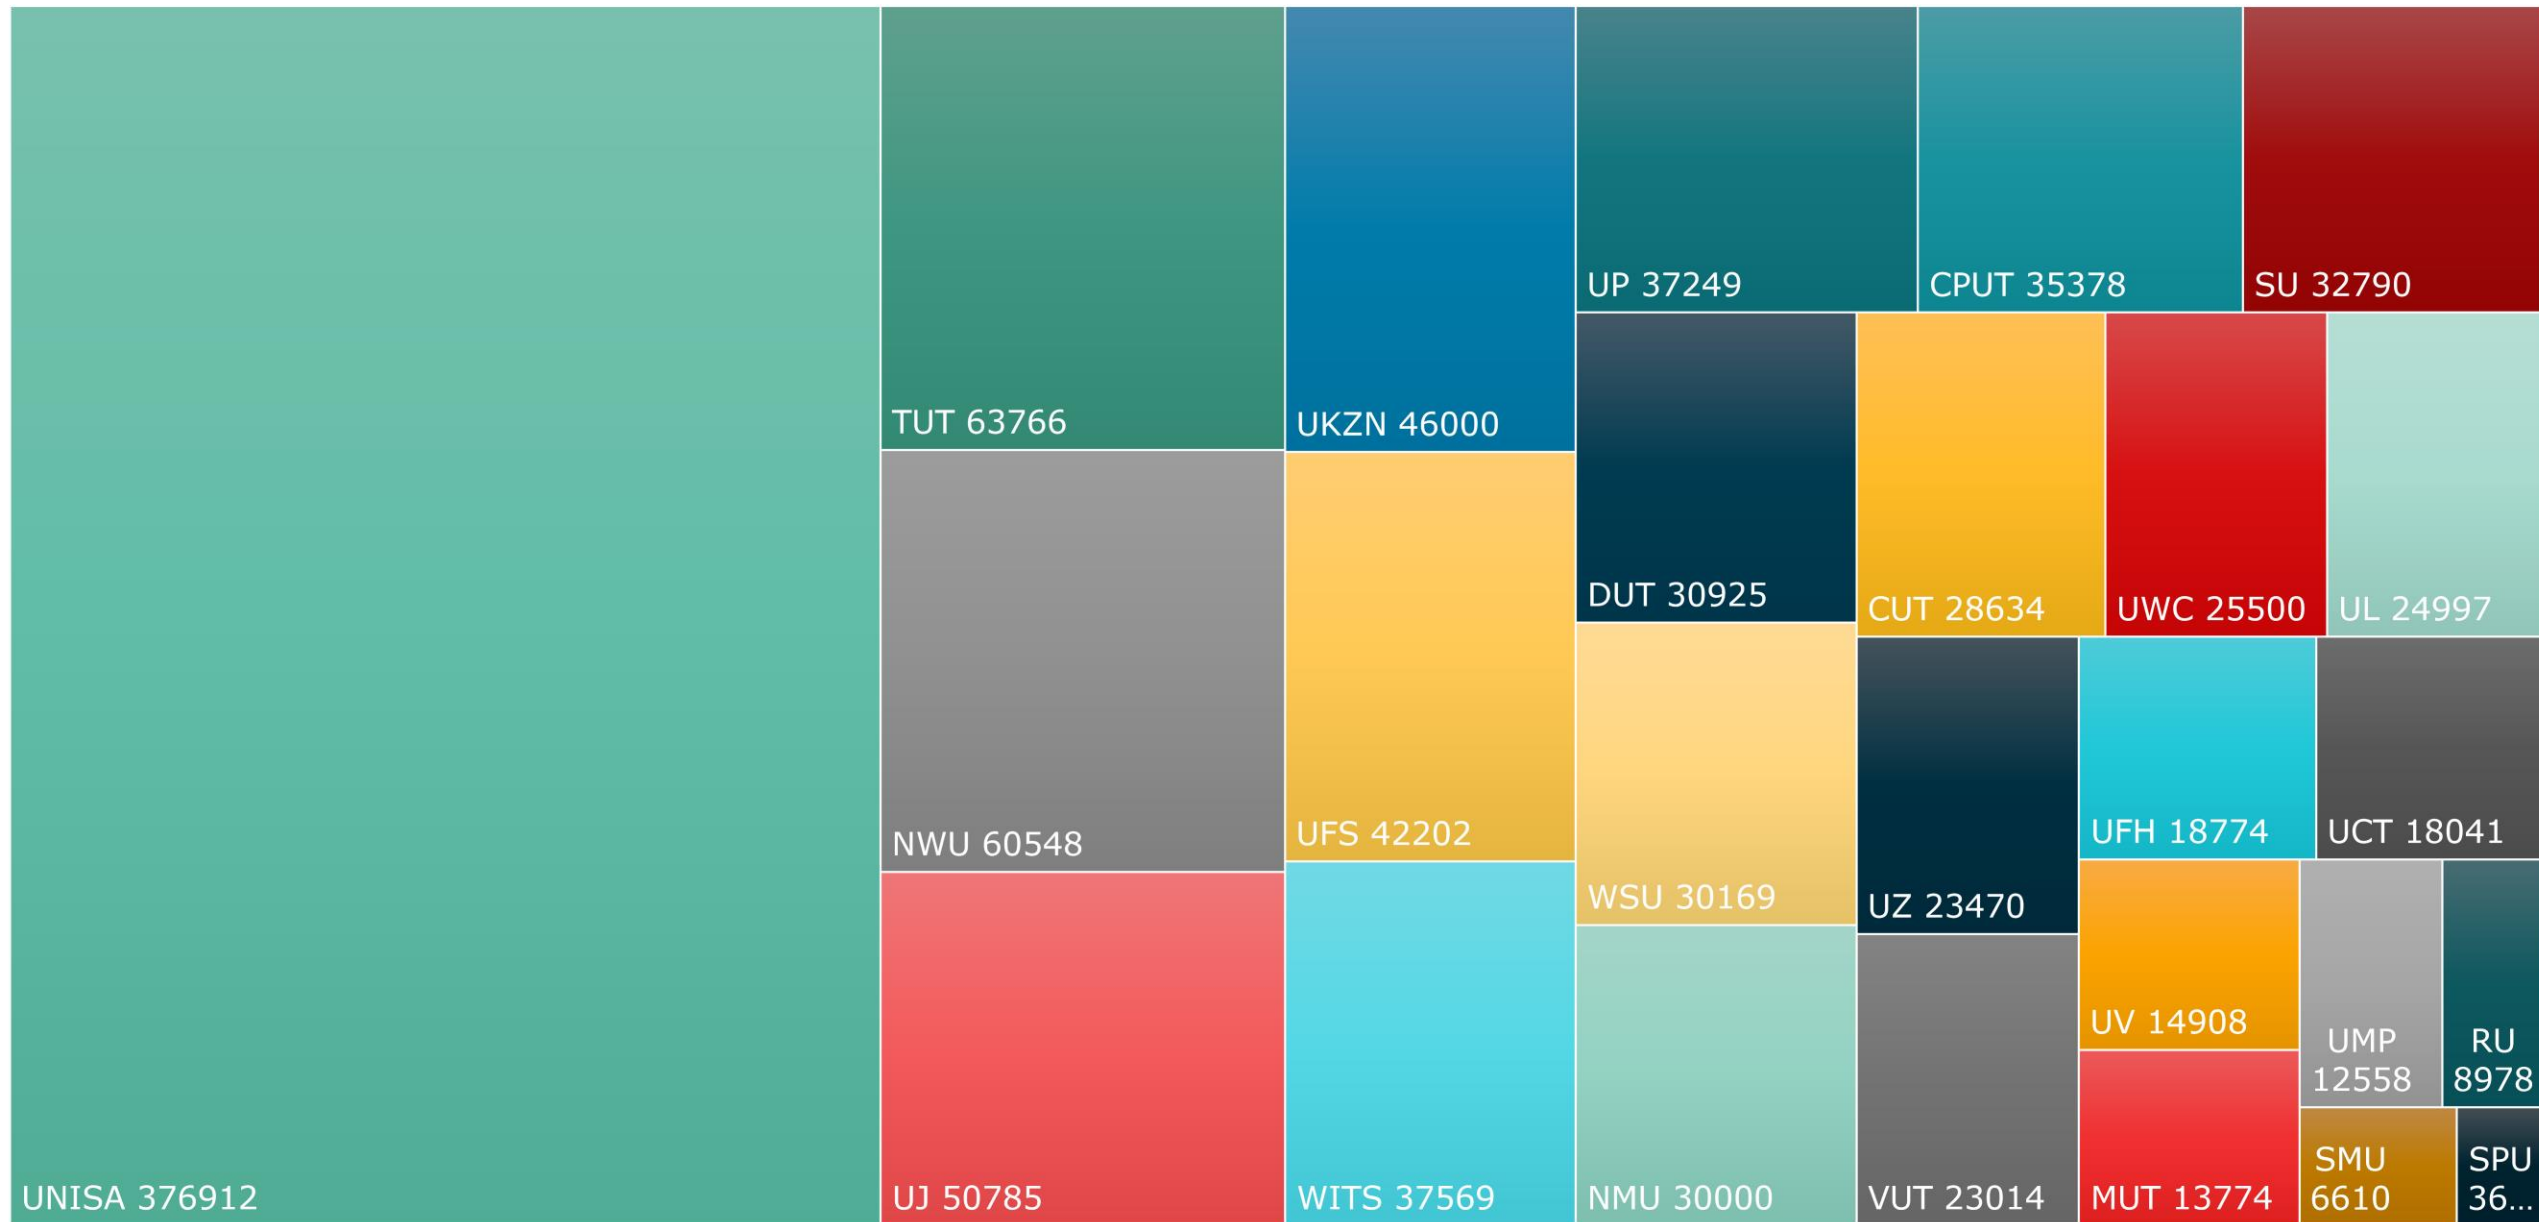 UNISA 376912
TUT 63766
NWU 60548
UJ 50785
UKZN 46000
UFS 42202
WITS 37569
UP 37249
CPUT 35378
SU 32790
DUT 30925
WSU 30169
NMU 30000
CUT 28634
UWC 25500
UL 24997
UZ 23470
VUT 23014
UFH 18774
UCT 18041
UV 14908
MUT 13774
UMP
12558
RU
8978
SMU
6610
SPU
36...